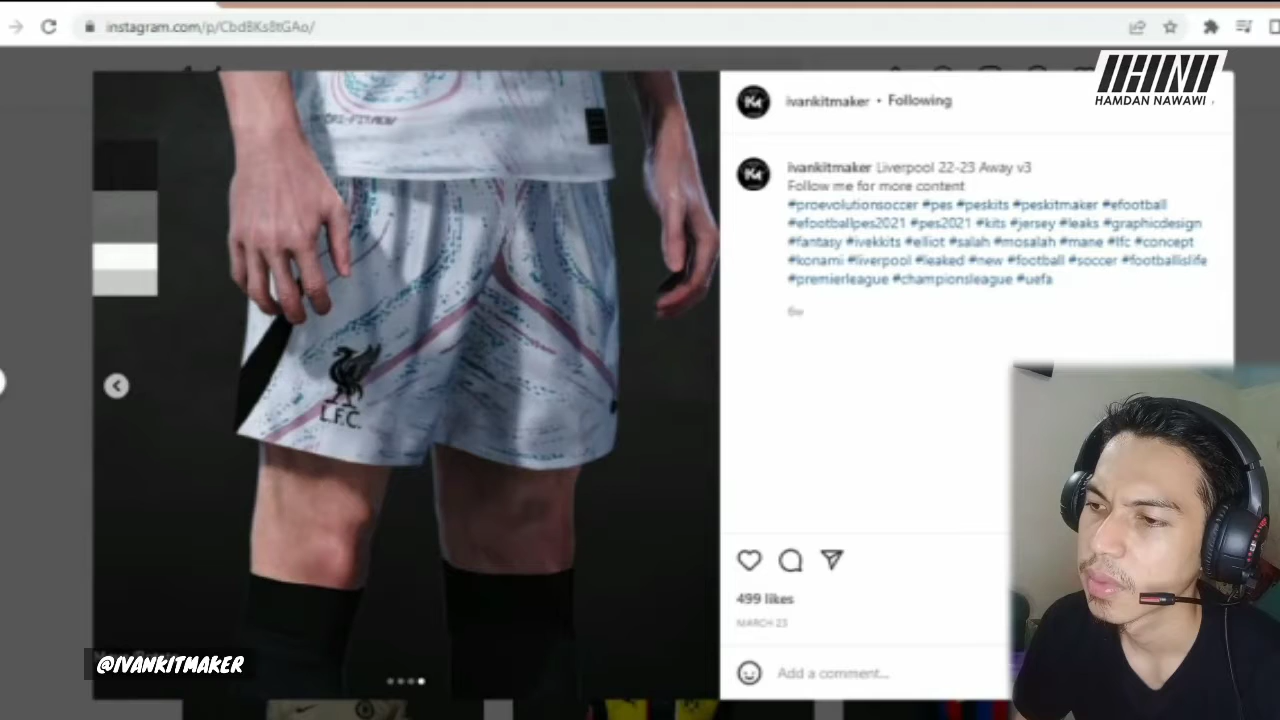 instagram.com/p/CbdBKs8tGAo/
HAMDAN NAWAWI
ivankitmaker • Following
ivankitmaker Liverpool 22-23 Away v3
Follow me for more content
#proevolutionsoccer #pes #peskits #peskitmaker #efootball
#efootballpes2021 #pes2021 #kits #jersey #leaks #graphicdesign
#fantasy #ivekkits #elliot #salah #mosalah #mane #lfc #concept
#konami #liverpool #leaked #new #football #soccer #footballislife
#premierleague #championsleague #uefa
6w
L.F.C.
499 likes
MARCH 23
Add a comment...
@IVANKITMAKER